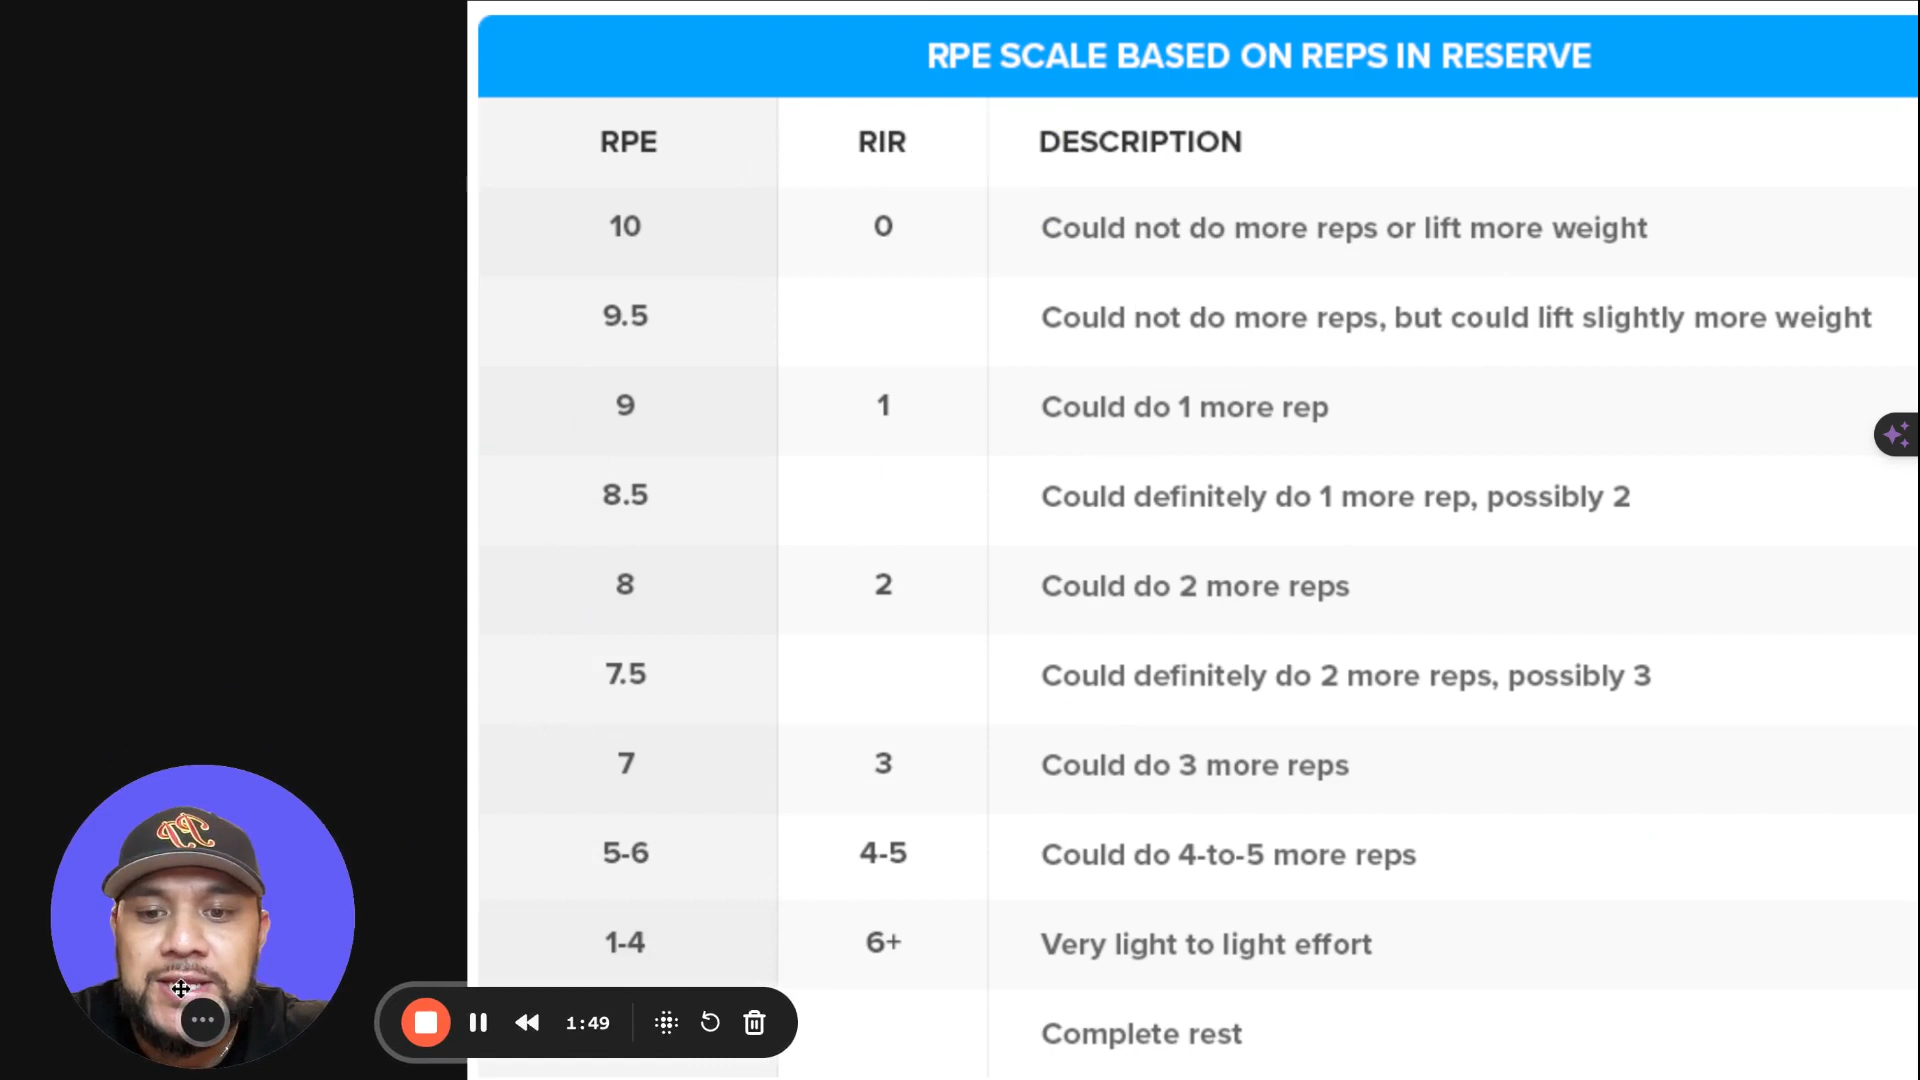 RPE SCALE BASED ON REPS IN RESERVE
RPE RIR DESCRIPTION
10 0 Could not do more reps or lift more weight
9.5 Could not do more reps, but could lift slightly more weight
9 1 Could do 1 more rep
8.5 Could definitely do 1 more rep, possibly 2
8 2 Could do 2 more reps
7.5 Could definitely do 2 more reps, possibly 3
7 3 Could do 3 more reps
5-6 4-5 Could do 4-to-5 more reps
1-4 6+ Very light to light effort
Complete rest
1:49